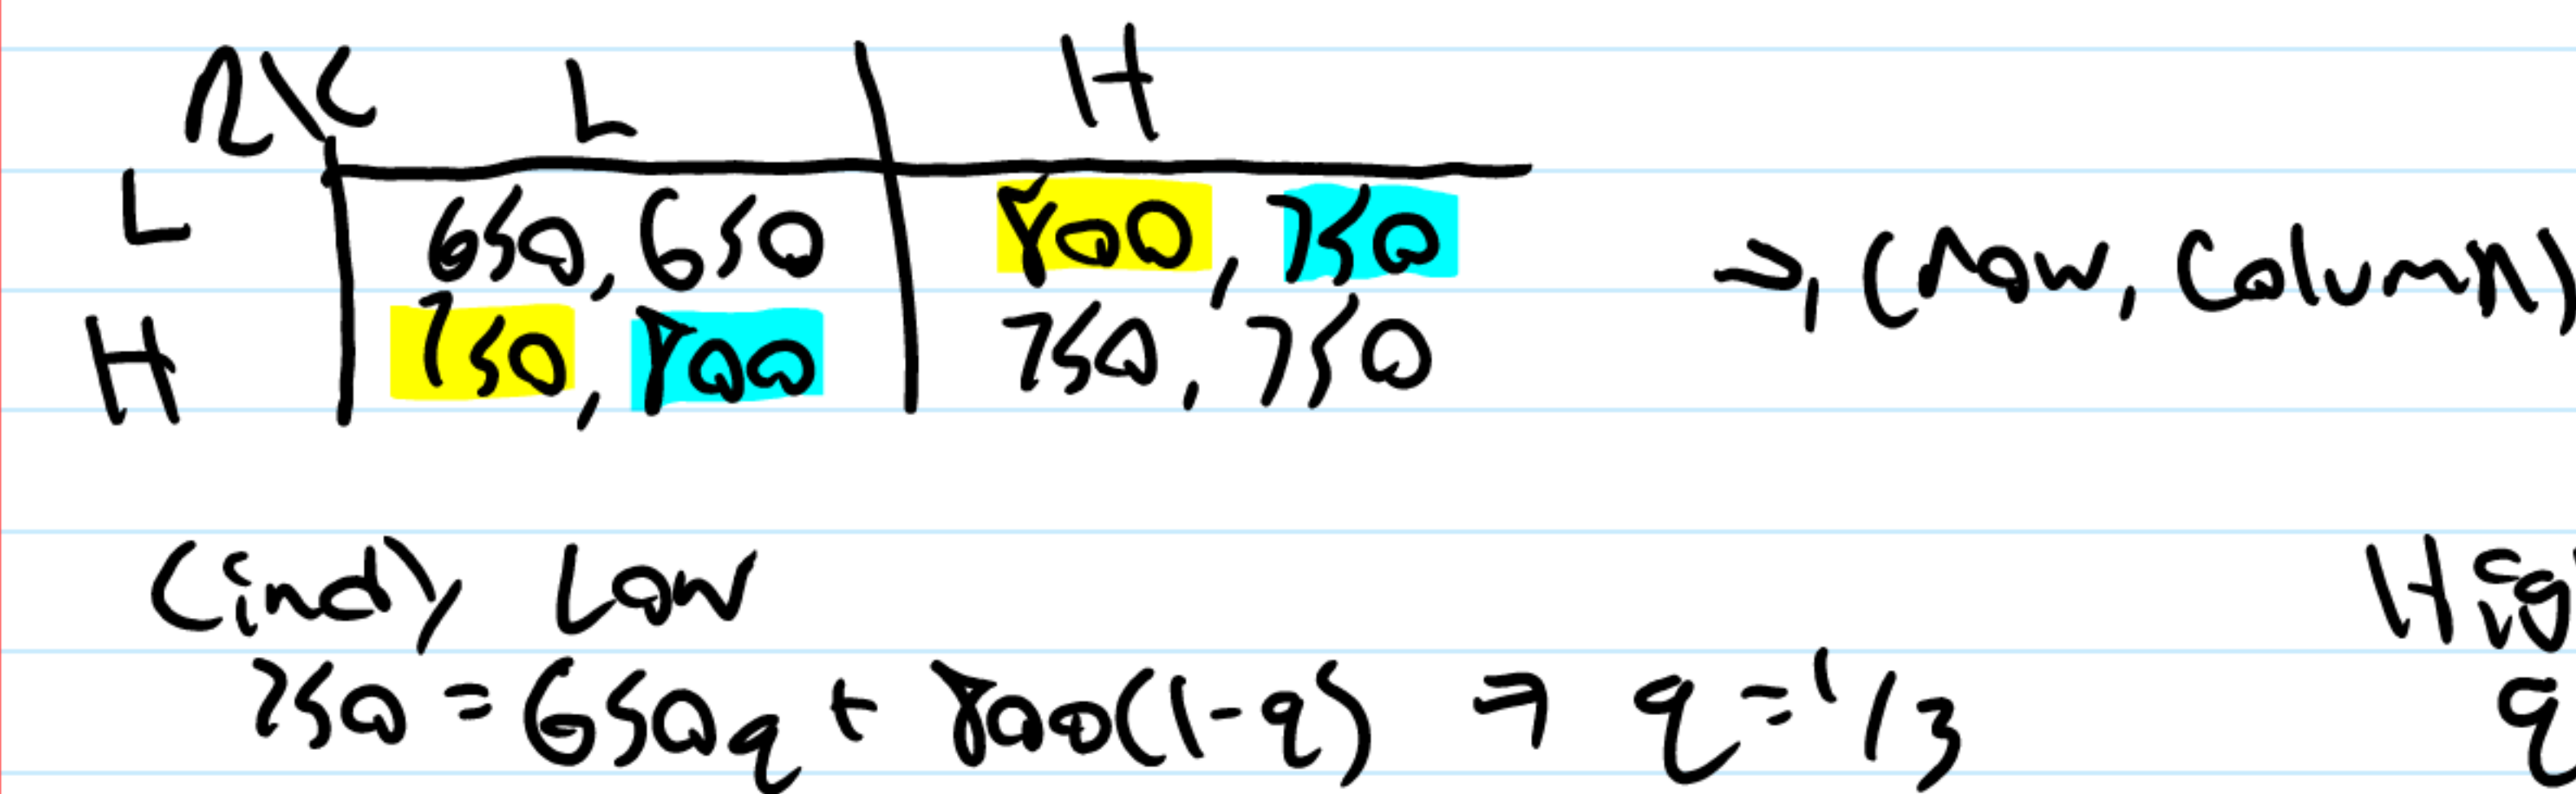 R\C L H
L 650, 650 800, 750 ⇒, (row, column)
H 750, 800 750, 750
Cindy Low
750 = 650q + 800(1-q) ⇒ q = 1/3 q